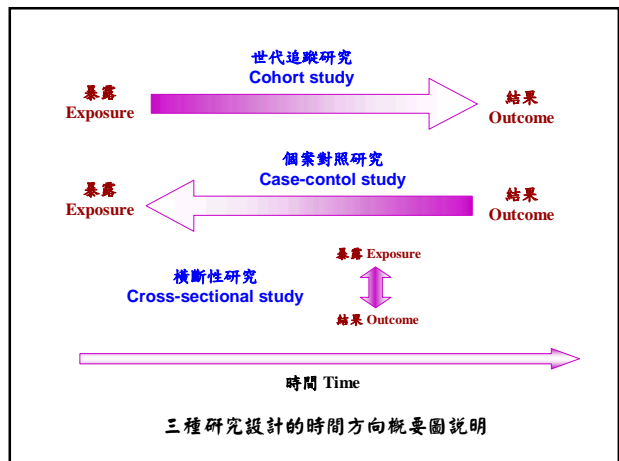 世代追蹤研究
Cohort study
暴露
Exposure
結果
Outcome
個案對照研究
Case-contol study
暴露
Exposure
結果
Outcome
橫斷性研究
Cross-sectional study
暴露 Exposure
結果 Outcome
時間 Time
三種研究設計的時間方向概要圖說明